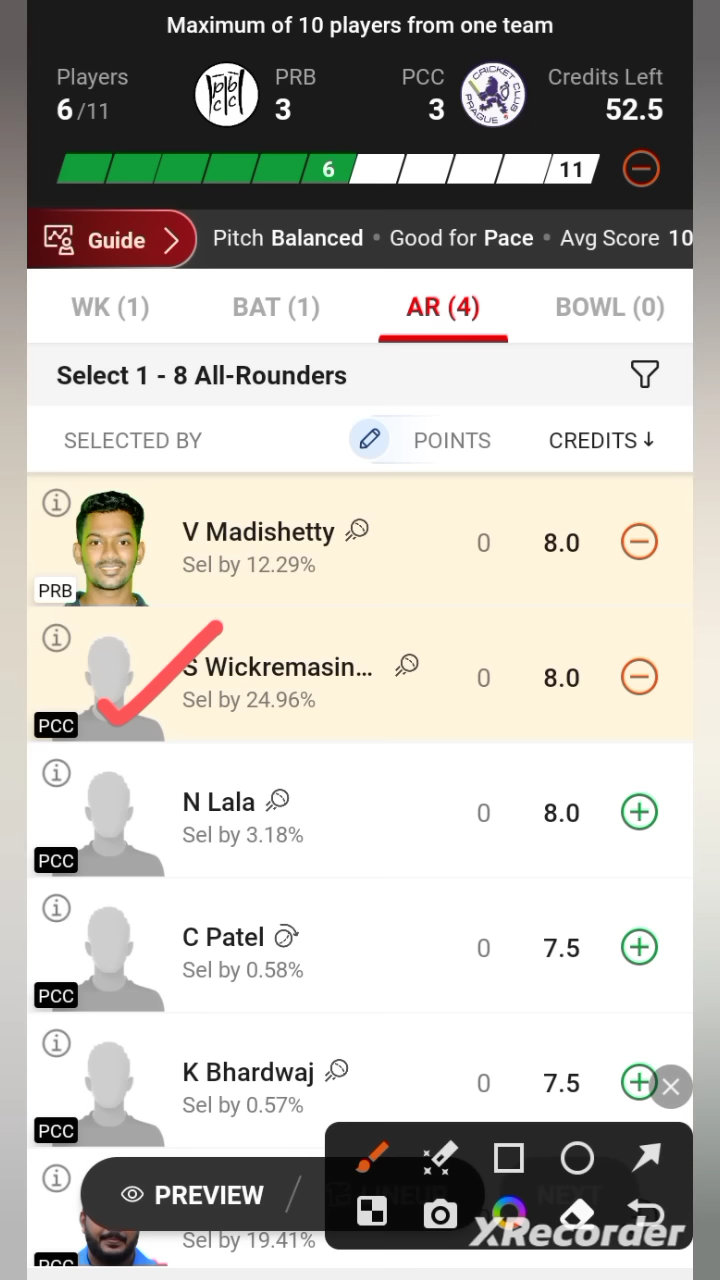 Maximum of 10 players from one team
Players PRB PCC Credits Left
6/11 3 3 52.5
6 11
Guide Pitch Balanced • Good for Pace • Avg Score 10
WK (1) BAT (1) AR (4) BOWL (0)
Select 1 - 8 All-Rounders
SELECTED BY POINTS CREDITS↓
V Madishetty 0 8.0
Sel by 12.29%
PRB
S Wickremasin... 0 8.0
Sel by 24.96%
PCC
N Lala 0 8.0
Sel by 3.18%
PCC
C Patel 0 7.5
Sel by 0.58%
PCC
K Bhardwaj 0 7.5
Sel by 0.57%
PCC
PREVIEW
Sel by 19.41%
XRecorder
PCC